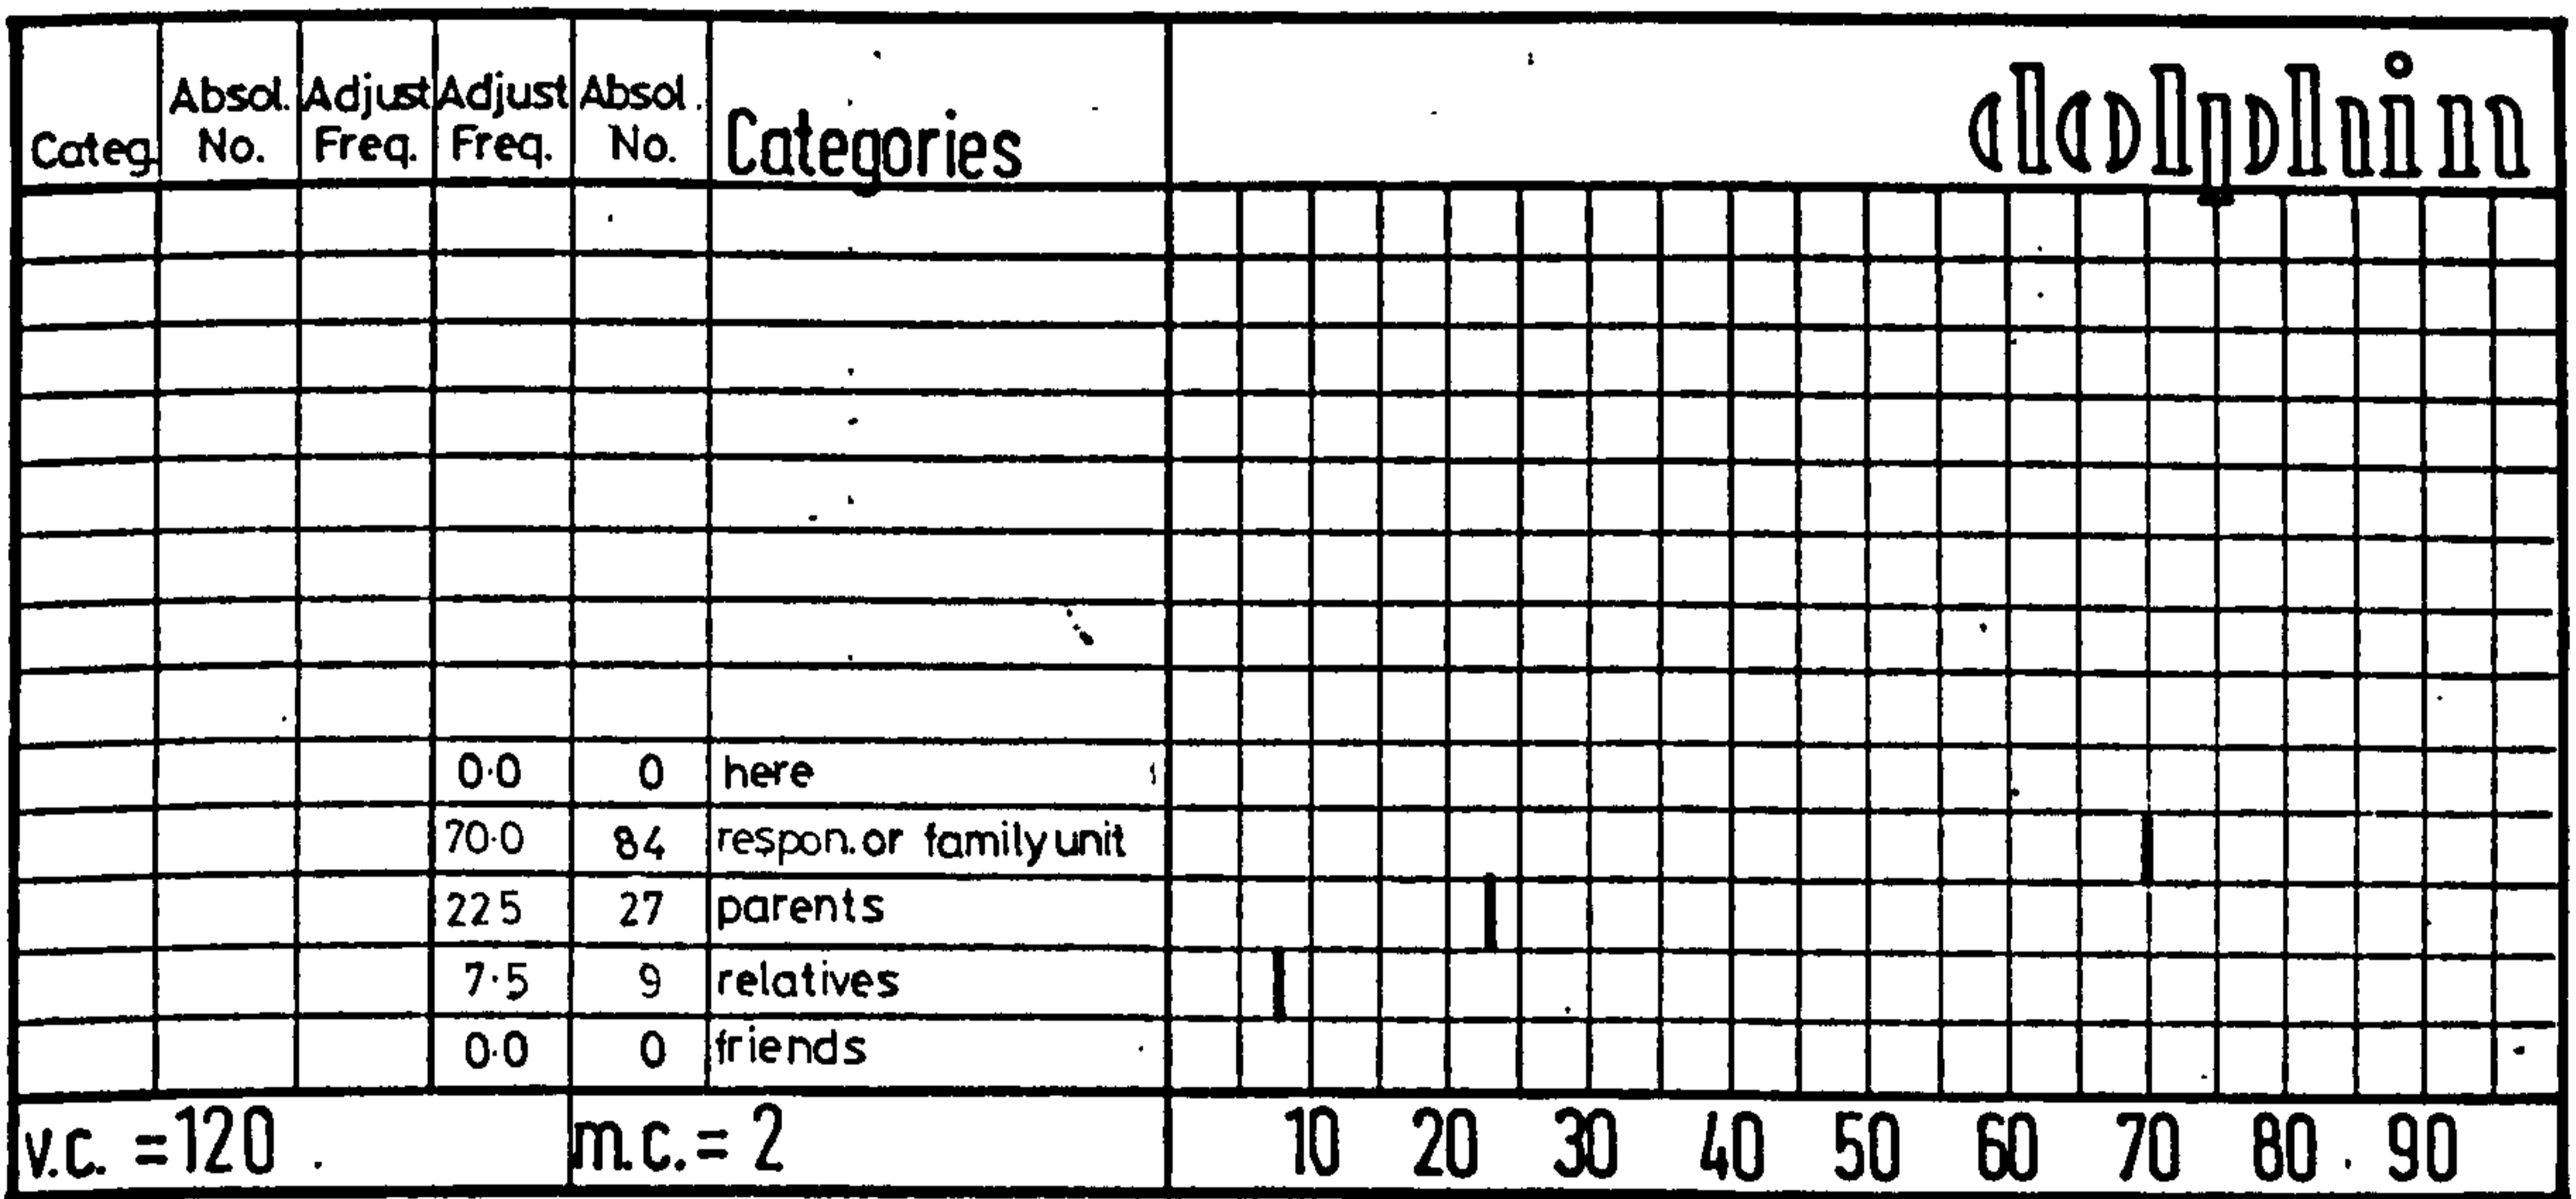 Categ. Absol. No. Adjust Freq. Adjust Freq. Absol. No. Categories dolphin
0·0 0 here
70·0 84 respon. or family unit
22 5 27 parents
7·5 9 relatives
0·0 0 friends
v.c. = 120 m.c. = 2 10 20 30 40 50 60 70 80 90